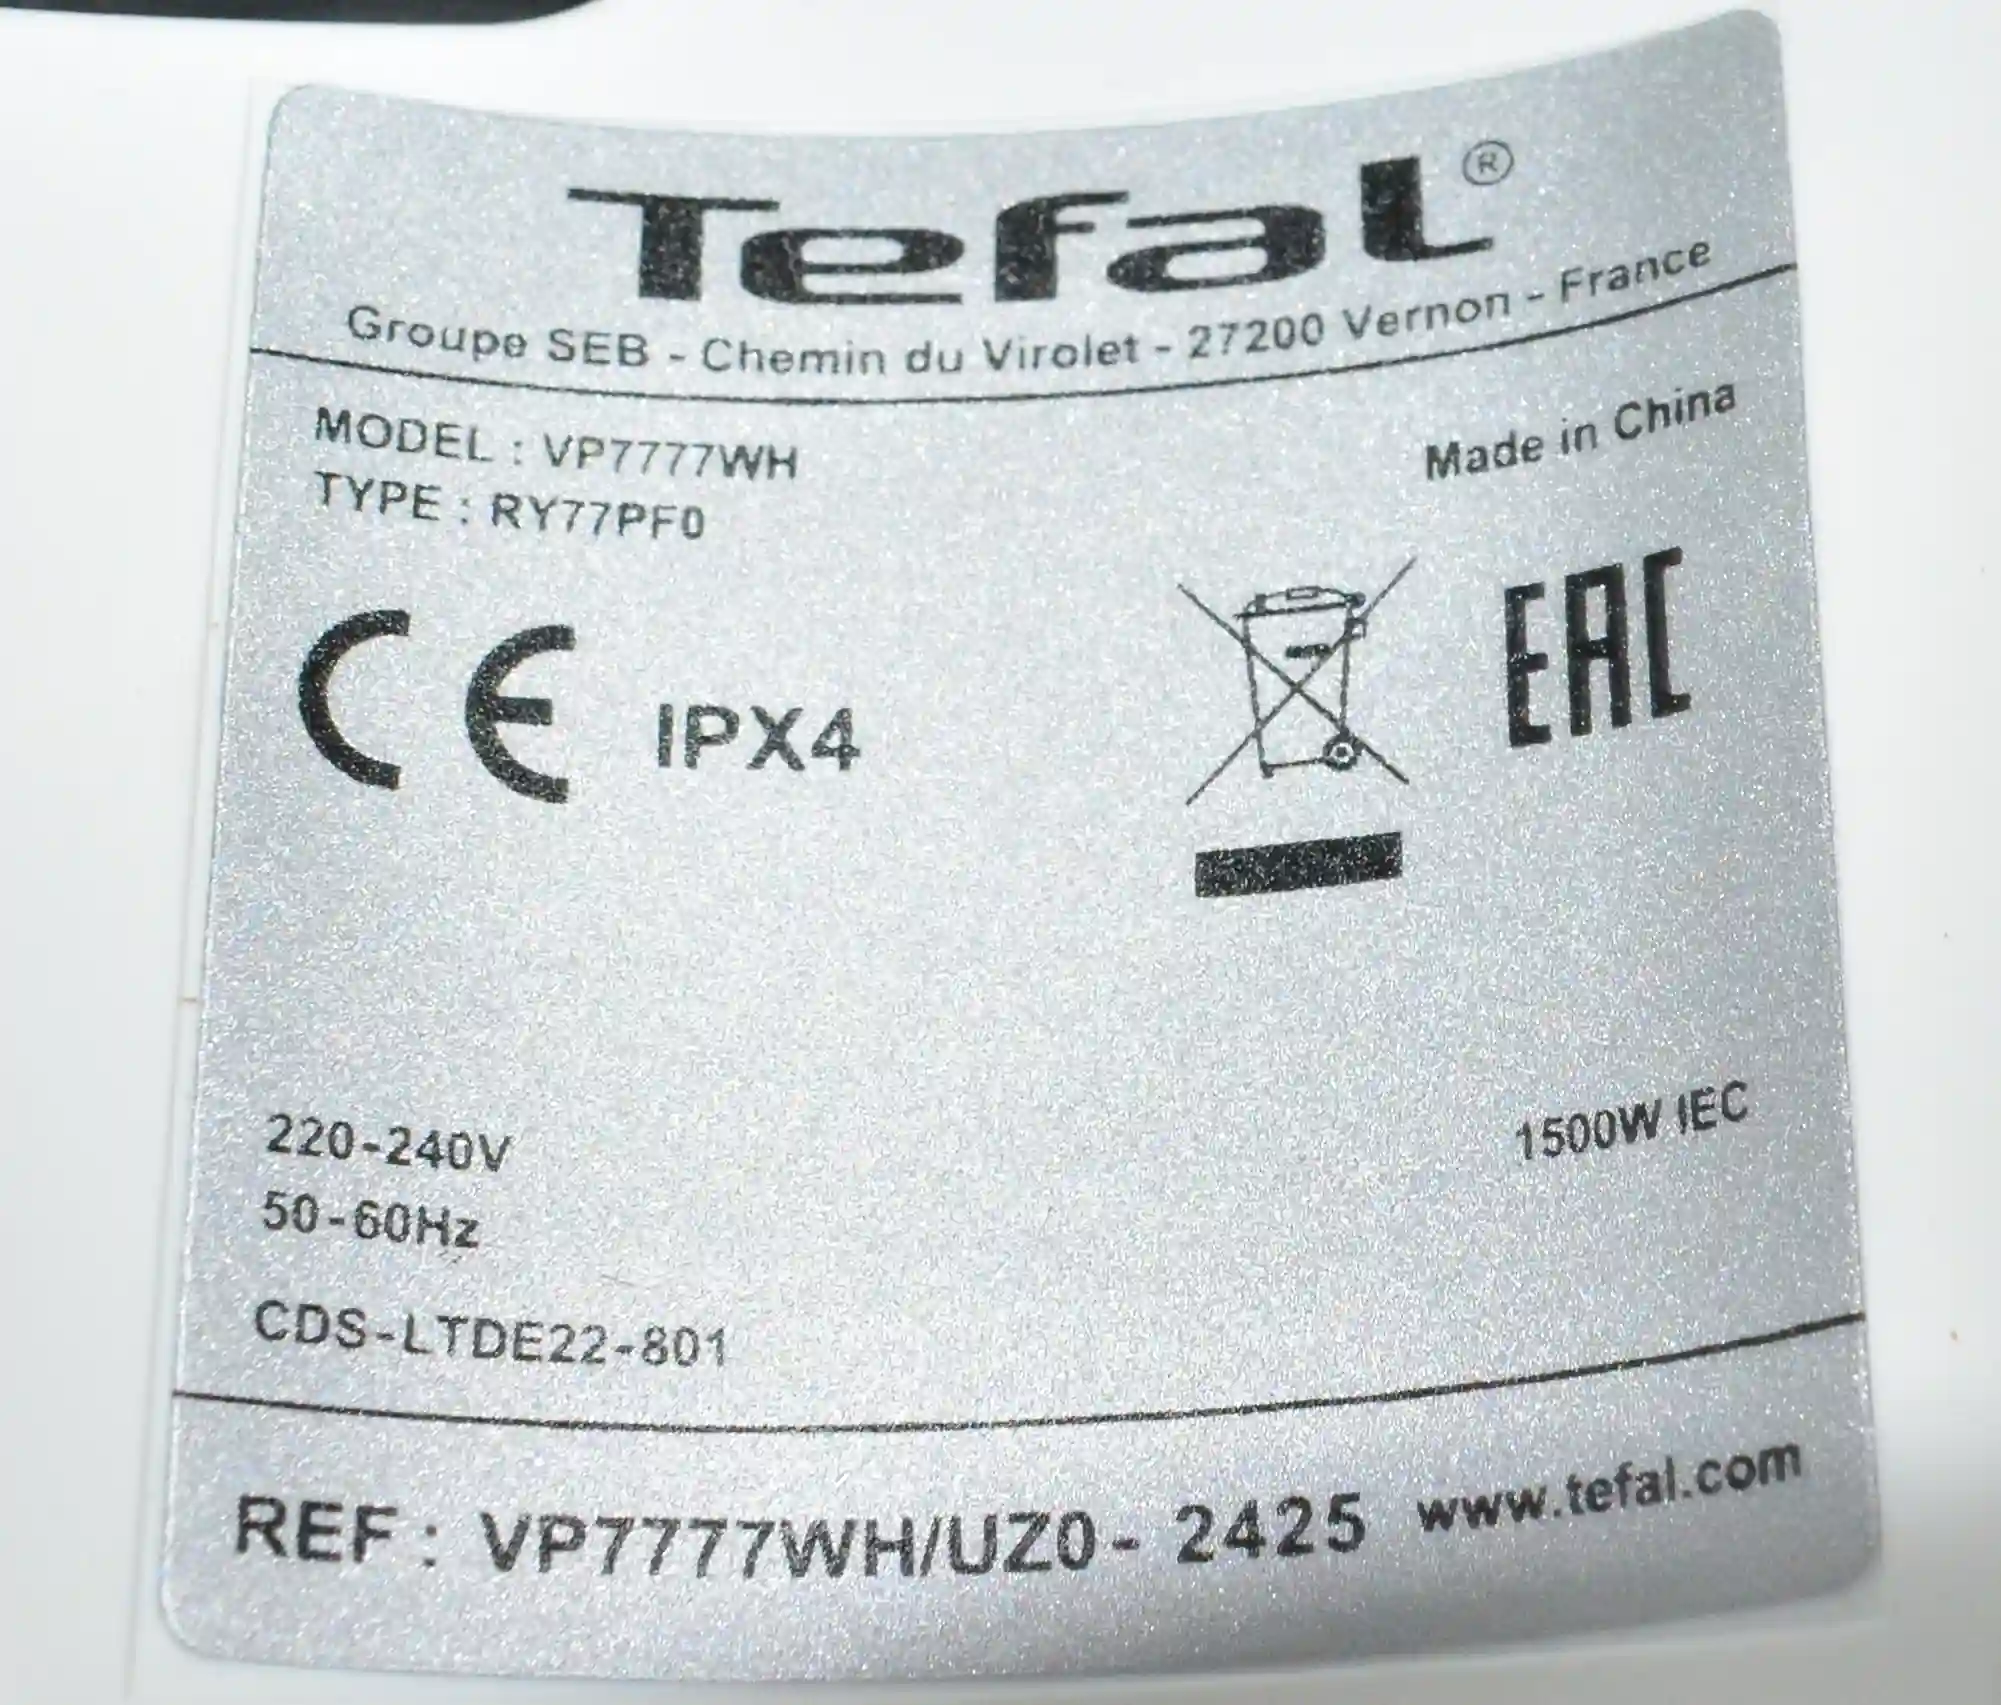 Tefal®
Groupe SEB - Chemin du Virolet - 27200 Vernon - France
MODEL : VP7777WH
Made in China
TYPE : RY77PF0
CE IPX4
EAC
220-240V
1500W IEC
50-60Hz
CDS-LTDE22-801
REF : VP7777WH/UZ0 - 2425 www.tefal.com